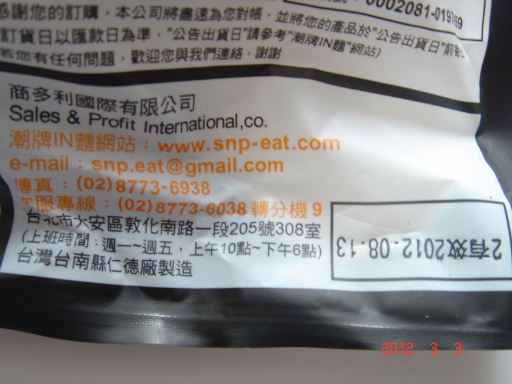 感謝您的訂購，本公司將盡速為您對帳，並將您的產品於"公告出貨日"前
訂貨日以匯款日為準，"公告出貨日"請參考"潮牌IN麵"網站)
若您有任何問題，歡迎您與我們連絡，謝謝
商多利國際有限公司
Sales & Profit International,co.
潮牌IN麵網站：www.snp-eat.com
e-mail：snp.eat@gmail.com
傳真：(02)8773-6938
客服專線：(02)8773-6038 轉分機9
台北市大安區敦化南路一段205號308室
(上班時間：週一~週五，上午10點~下午6點)
台灣台南縣仁德廠製造
有效2012.08.13
2012 3 3